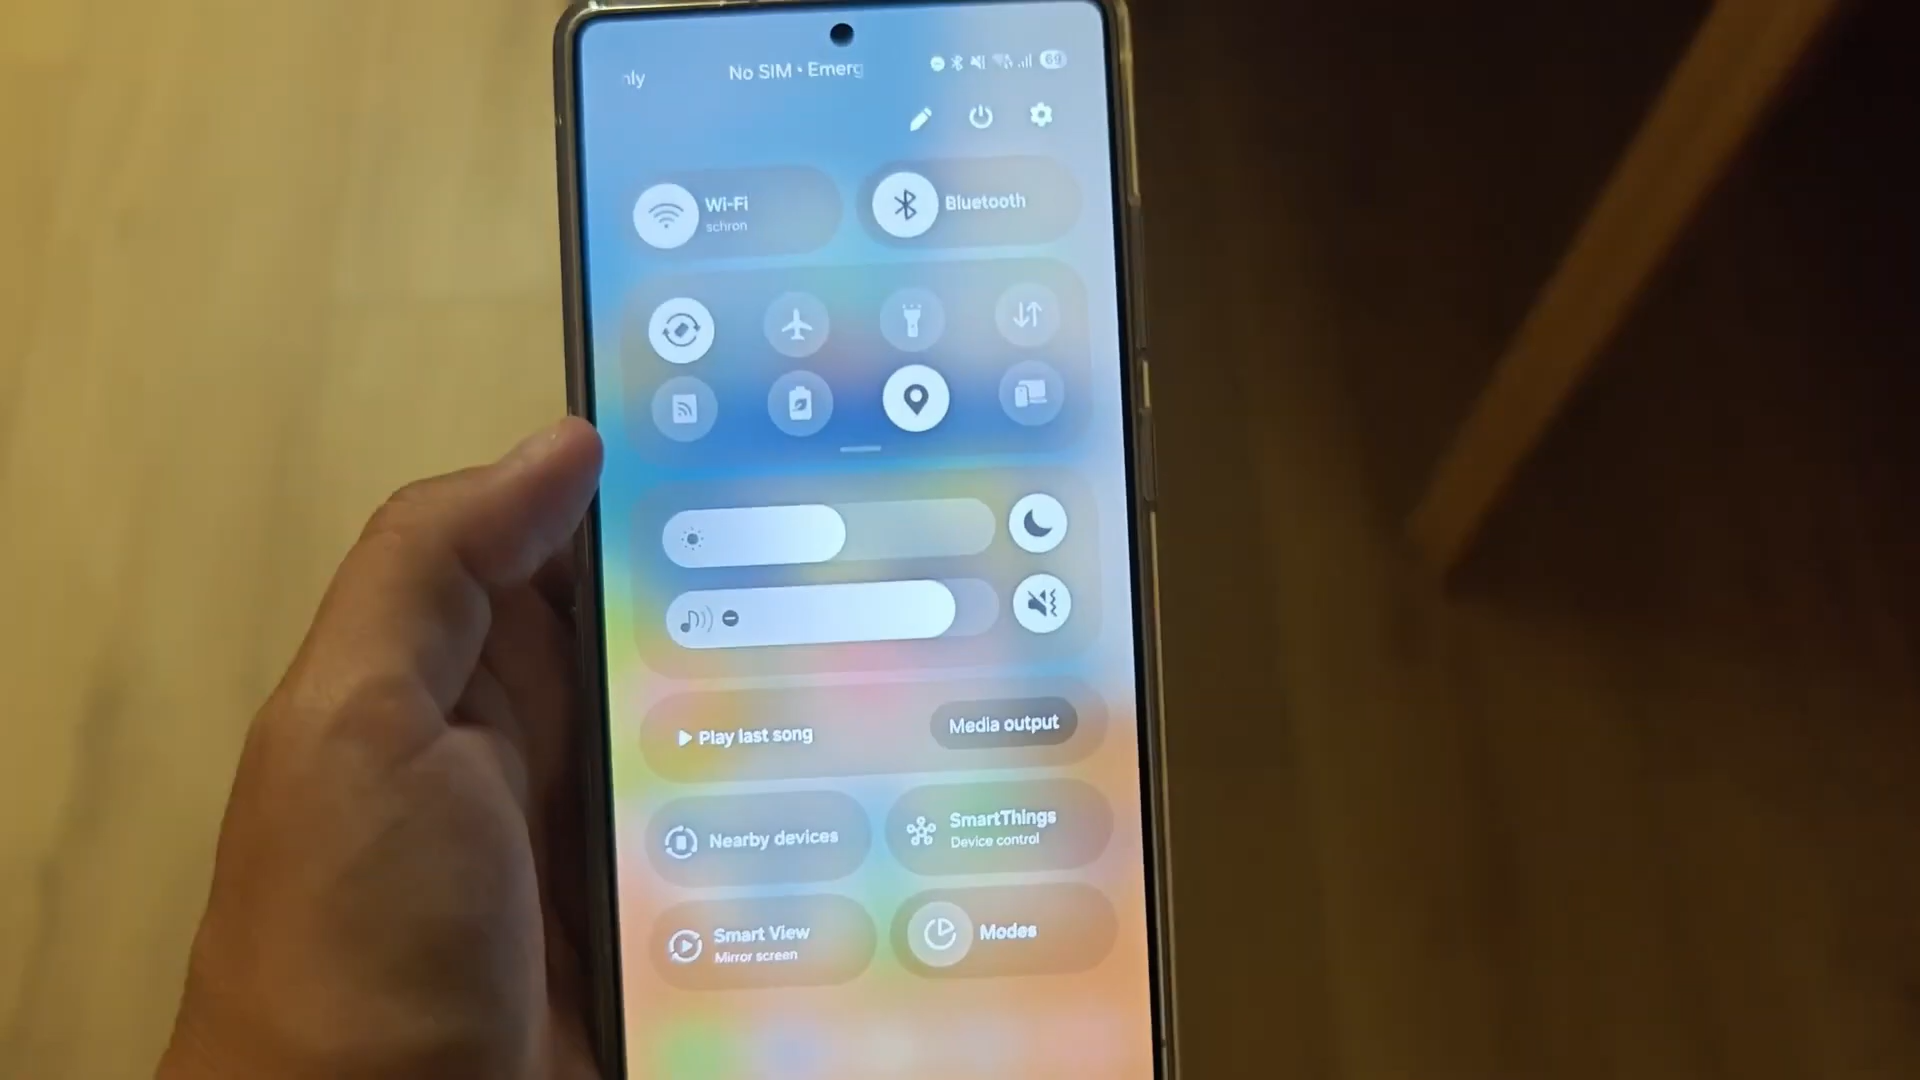 nly
No SIM • Emerg
69
Wi-Fi
schron
Bluetooth
Play last song
Media output
Nearby devices
SmartThings
Device control
Smart View
Mirror screen
Modes